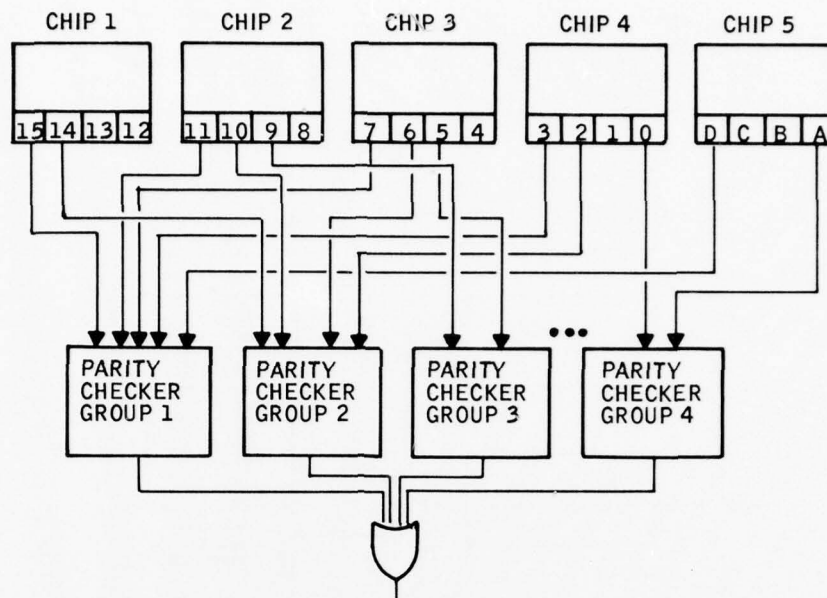 CHIP 1 CHIP 2 CHIP 3 CHIP 4 CHIP 5
15 14 13 12 11 10 9 8 7 6 5 4 3 2 1 0 D C B A
PARITY CHECKER GROUP 1
PARITY CHECKER GROUP 2
PARITY CHECKER GROUP 3
PARITY CHECKER GROUP 4